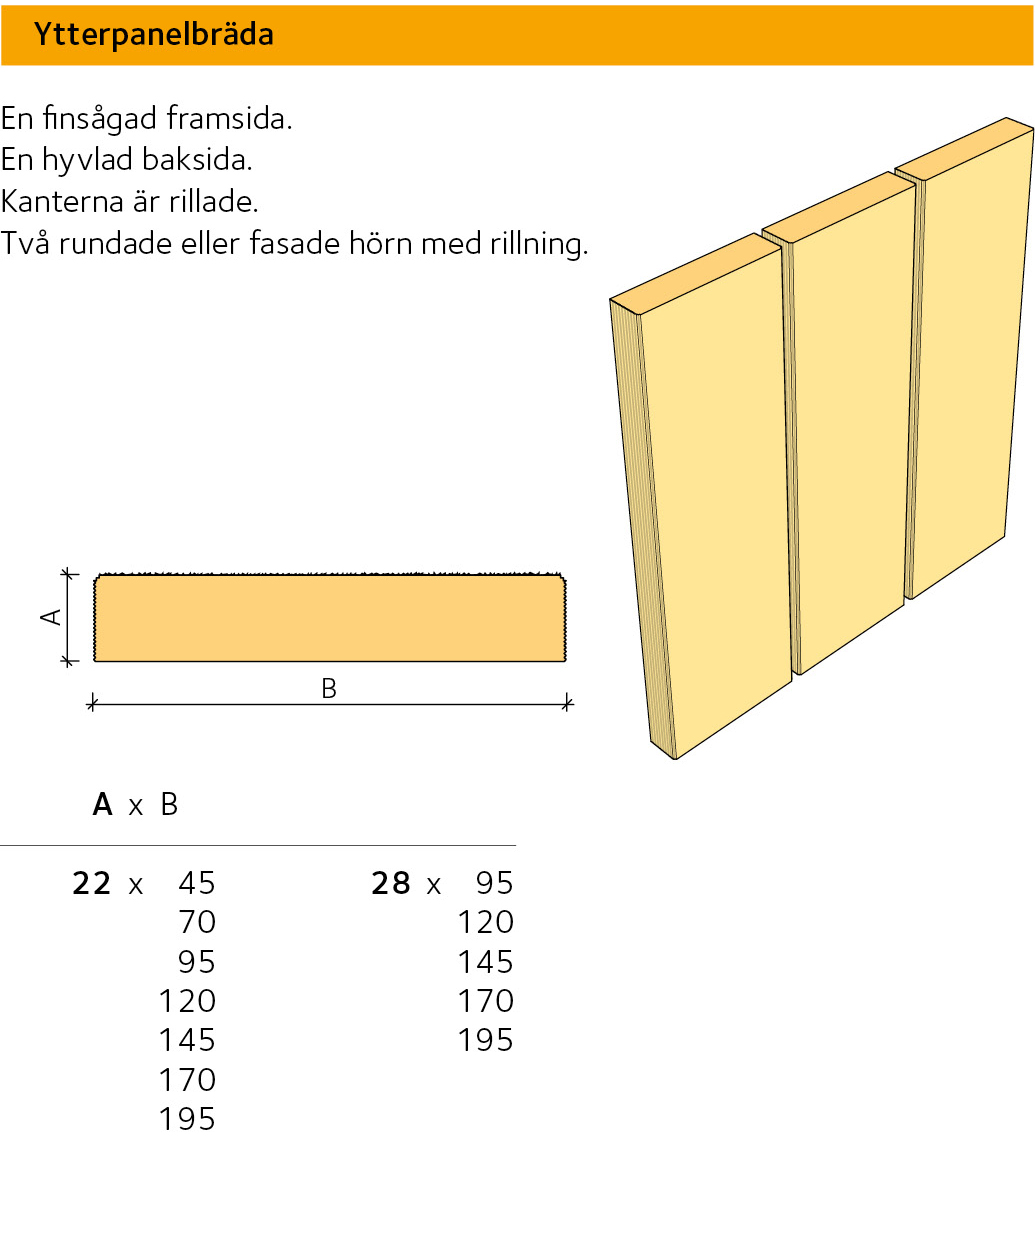 Ytterpanelbräda
En finsågad framsida.
En hyvlad baksida.
Kanterna är rillade.
Två rundade eller fasade hörn med rillning.
A
B
A x B
22 x 45 28 x 95
70 120
95 145
120 170
145 195
170
195